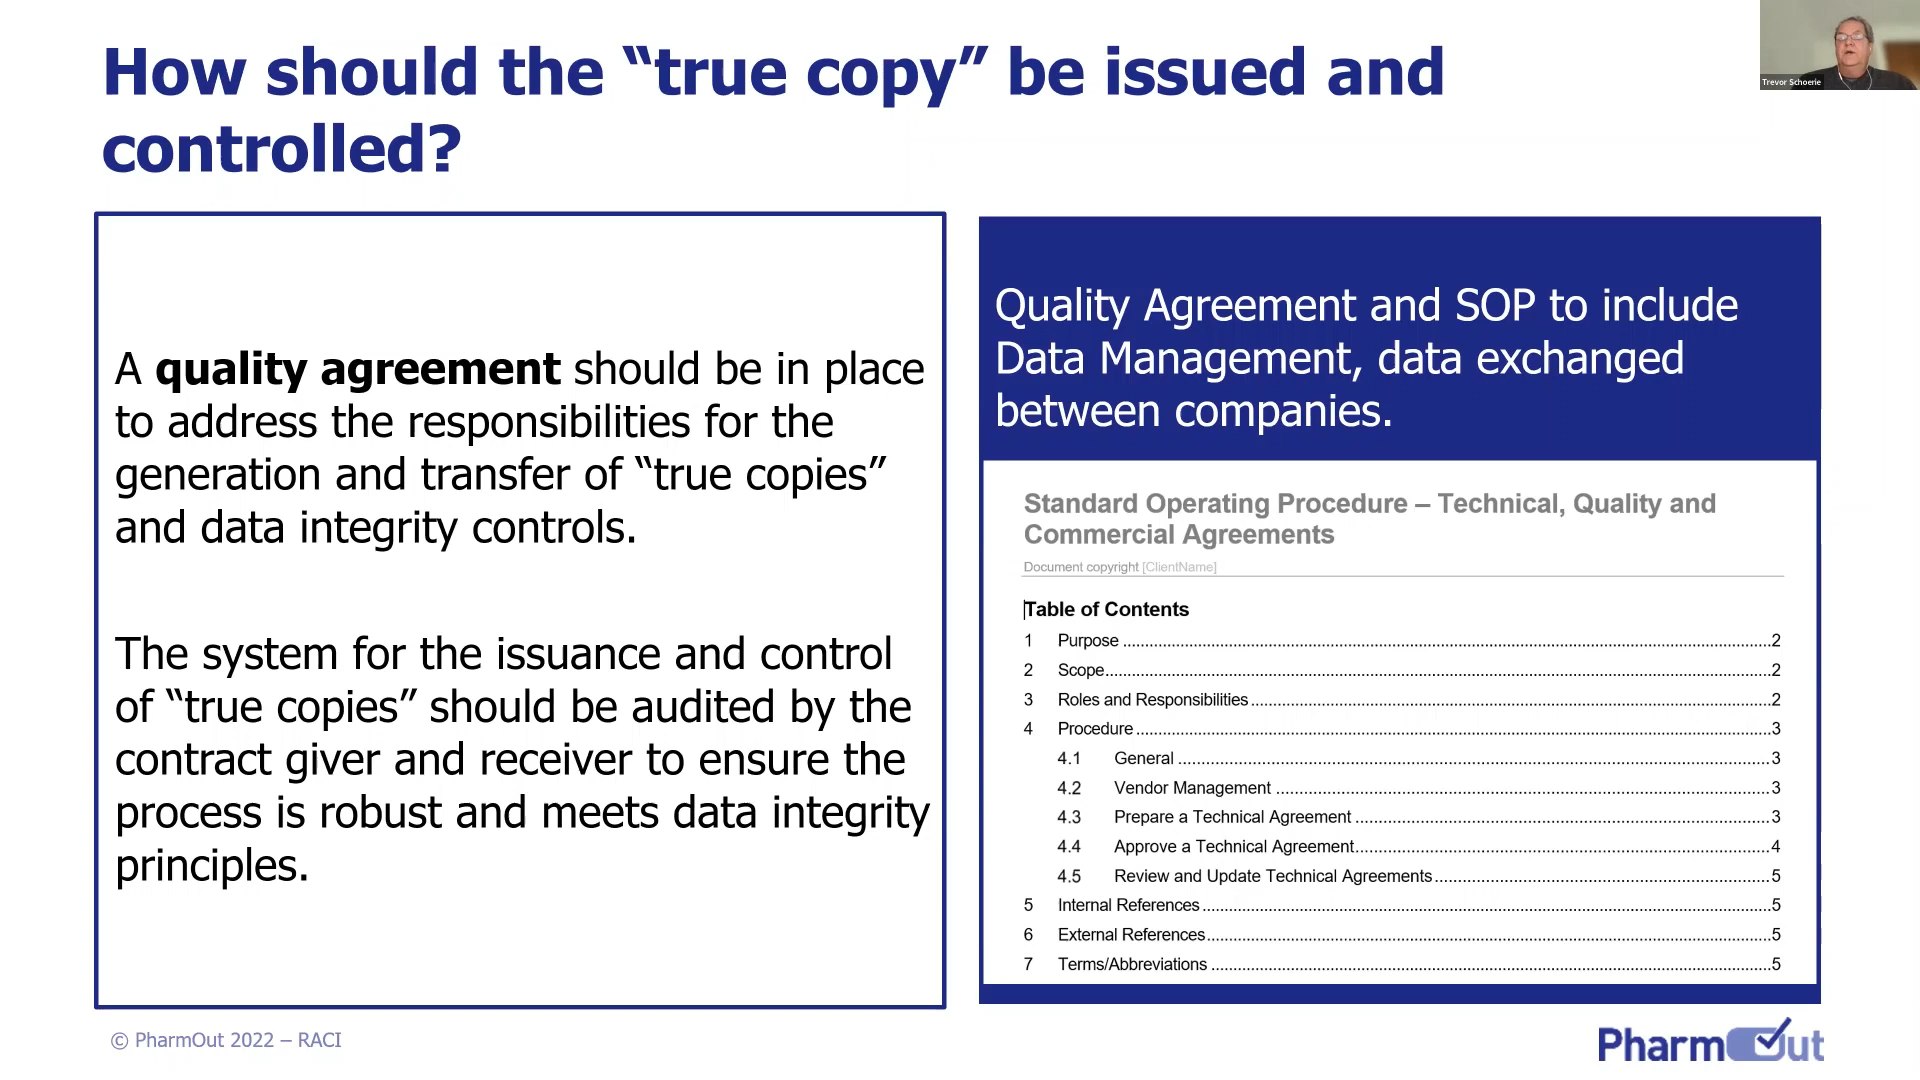 How should the “true copy” be issued and
controlled?
Trevor Schoerie
A quality agreement should be in place
to address the responsibilities for the
generation and transfer of “true copies”
and data integrity controls.
The system for the issuance and control
of “true copies” should be audited by the
contract giver and receiver to ensure the
process is robust and meets data integrity
principles.
Quality Agreement and SOP to include
Data Management, data exchanged
between companies.
Standard Operating Procedure – Technical, Quality and
Commercial Agreements
Document copyright [ClientName]
Table of Contents
1 Purpose ........ 2
2 Scope ........ 2
3 Roles and Responsibilities ........ 2
4 Procedure ........ 3
4.1 General ........ 3
4.2 Vendor Management ........ 3
4.3 Prepare a Technical Agreement ........ 3
4.4 Approve a Technical Agreement ........ 4
4.5 Review and Update Technical Agreements ........ 5
5 Internal References ........ 5
6 External References ........ 5
7 Terms/Abbreviations ........ 5
© PharmOut 2022 – RACI
PharmOut